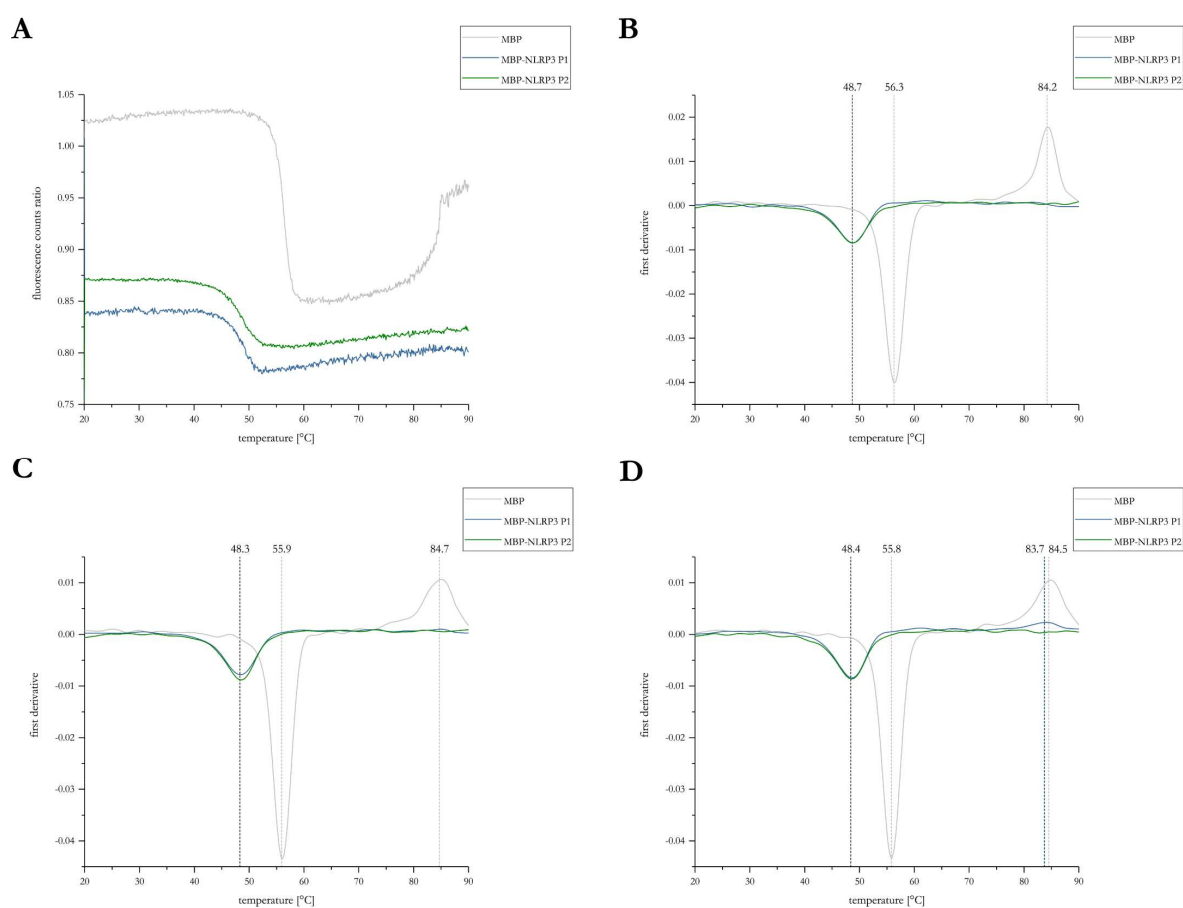 A
MBP
MBP-NLRP3 P1
MBP-NLRP3 P2
1.05
1.00
0.95
0.90
0.85
0.80
0.75
fluorescence counts ratio
20 30 40 50 60 70 80 90
temperature [°C]
B
MBP
MBP-NLRP3 P1
MBP-NLRP3 P2
48.7 56.3 84.2
0.02
0.01
0.00
-0.01
-0.02
-0.03
-0.04
first derivative
20 30 40 50 60 70 80 90
temperature [°C]
C
MBP
MBP-NLRP3 P1
MBP-NLRP3 P2
48.3 55.9 84.7
0.01
0.00
-0.01
-0.02
-0.03
-0.04
first derivative
20 30 40 50 60 70 80 90
temperature [°C]
D
MBP
MBP-NLRP3 P1
MBP-NLRP3 P2
48.4 55.8 83.7 84.5
0.01
0.00
-0.01
-0.02
-0.03
-0.04
first derivative
20 30 40 50 60 70 80 90
temperature [°C]